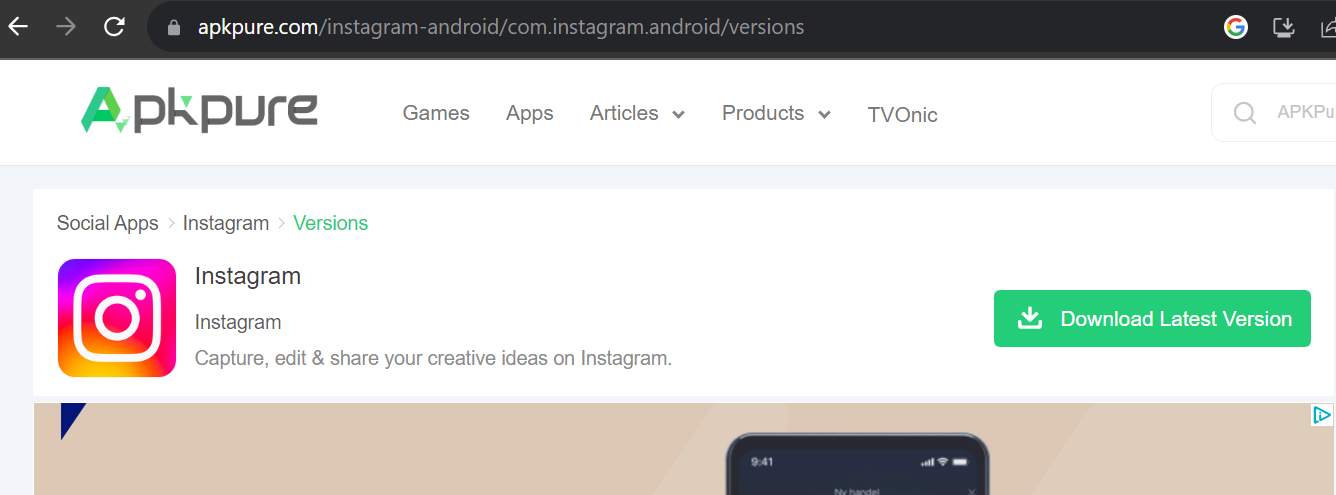 apkpure.com/instagram-android/com.instagram.android/versions
Apkpure
Games Apps Articles Products TVOnic
APKPu
Social Apps > Instagram > Versions
Instagram
Instagram
Download Latest Version
Capture, edit & share your creative ideas on Instagram.
9:41
Ny handel